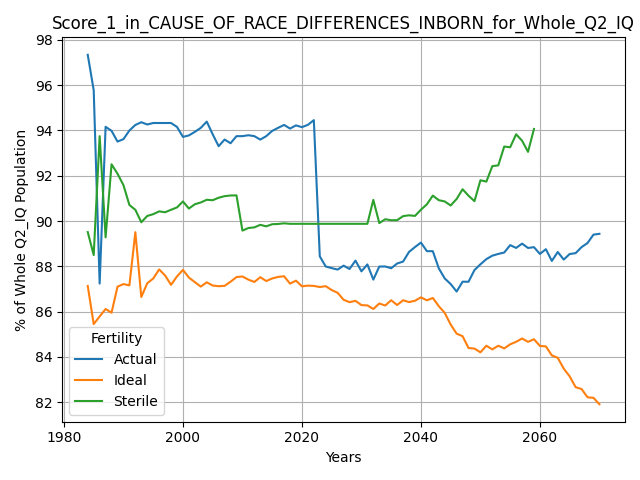 Score_1_in_CAUSE_OF_RACE_DIFFERENCES_INBORN_for_Whole_Q2_IQ
% of Whole Q2_IQ Population
98
96
94
92
90
88
86
84
82
Fertility
Actual
Ideal
Sterile
1980 2000 2020 2040 2060
Years